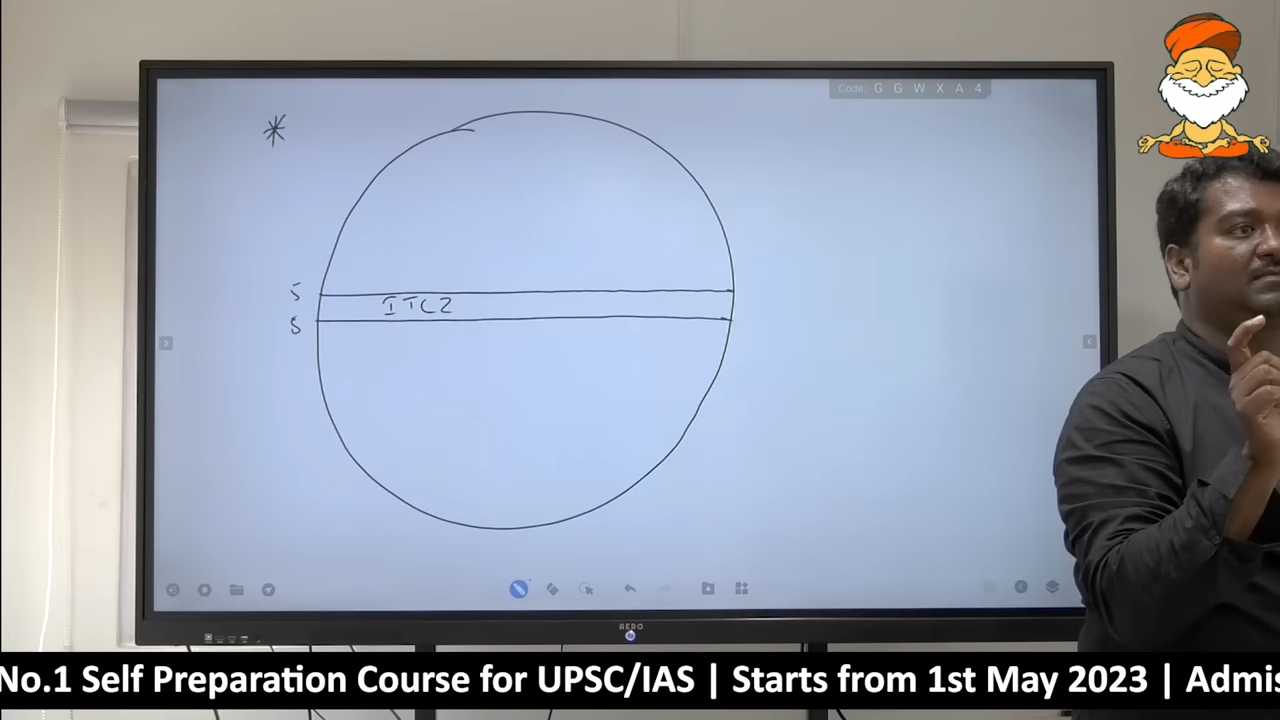 Code: G G W X A 4
*
5
ITCZ
5
AERO
No.1 Self Preparation Course for UPSC/IAS | Starts from 1st May 2023 | Admis